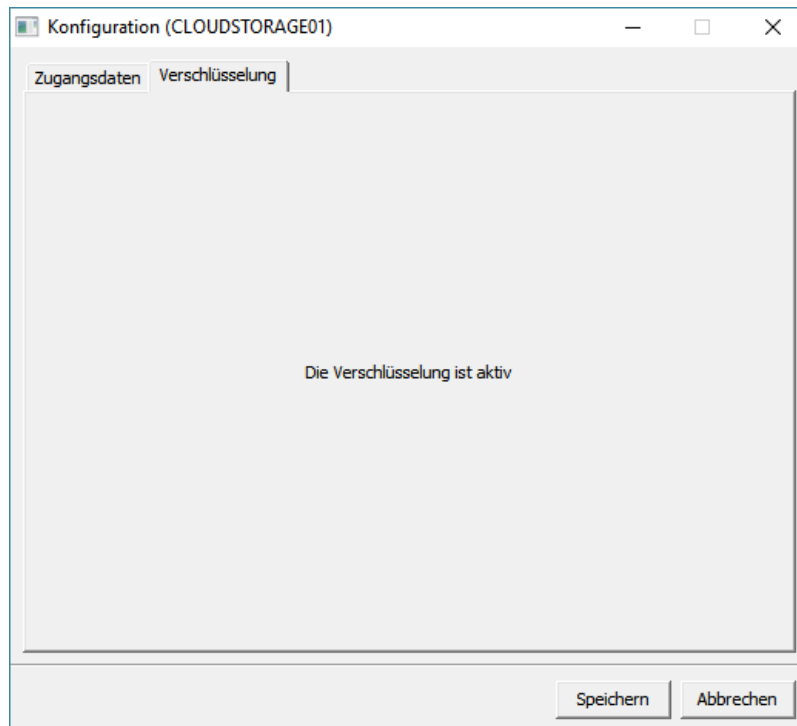 Konfiguration (CLOUDSTORAGE01)
Zugangsdaten Verschlüsselung
Die Verschlüsselung ist aktiv
Speichern Abbrechen